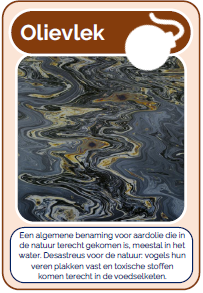 Olievlek
Een algemene benaming voor aardolie die in
de natuur terecht gekomen is, meestal in het
water. Desastreus voor de natuur: vogels hun
veren plakken vast en toxische stoffen
komen terecht in de voedselketen.